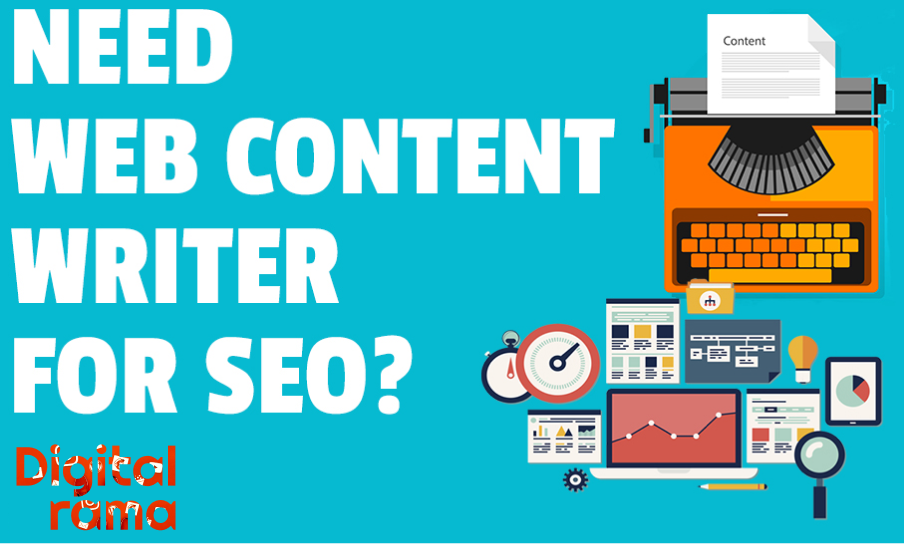 NEED
WEB CONTENT
WRITER
FOR SEO?
Content
Digital
rama